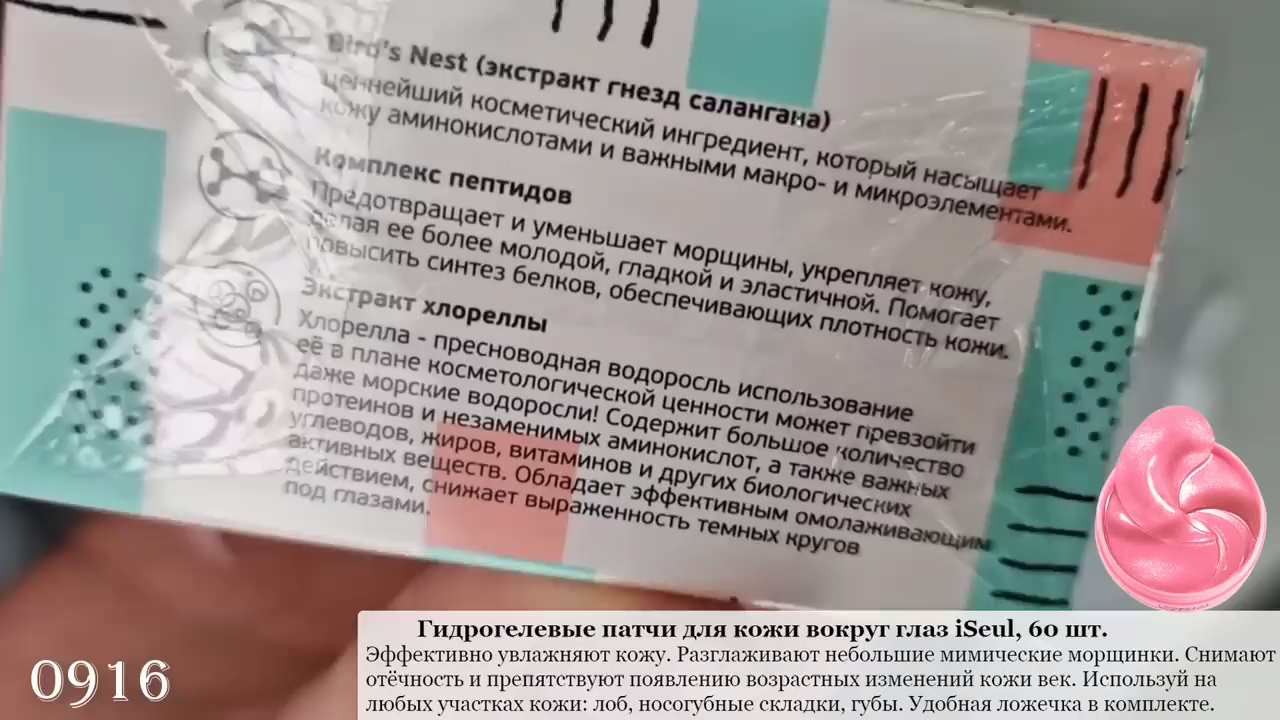 Bird's Nest (экстракт гнезд салангана)
ценнейший косметический ингредиент, который насыщает
кожу аминокислотами и важными макро- и микроэлементами.
Комплекс пептидов
Предотвращает и уменьшает морщины, укрепляет кожу,
делая ее более молодой, гладкой и эластичной. Помогает
повысить синтез белков, обеспечивающих плотность кожи.
Экстракт хлореллы
Хлорелла - пресноводная водоросль использование
её в плане косметологической ценности может превзойти
даже морские водоросли! Содержит большое количество
протеинов и незаменимых аминокислот, а также важных
углеводов, жиров, витаминов и других биологических
активных веществ. Обладает эффективным омолаживающим
действием, снижает выраженность темных кругов
под глазами.
Гидрогелевые патчи для кожи вокруг глаз iSeul, 60 шт.
Эффективно увлажняют кожу. Разглаживают небольшие мимические морщинки. Снимают
отёчность и препятствуют появлению возрастных изменений кожи век. Используй на
любых участках кожи: лоб, носогубные складки, губы. Удобная ложечка в комплекте.
0916